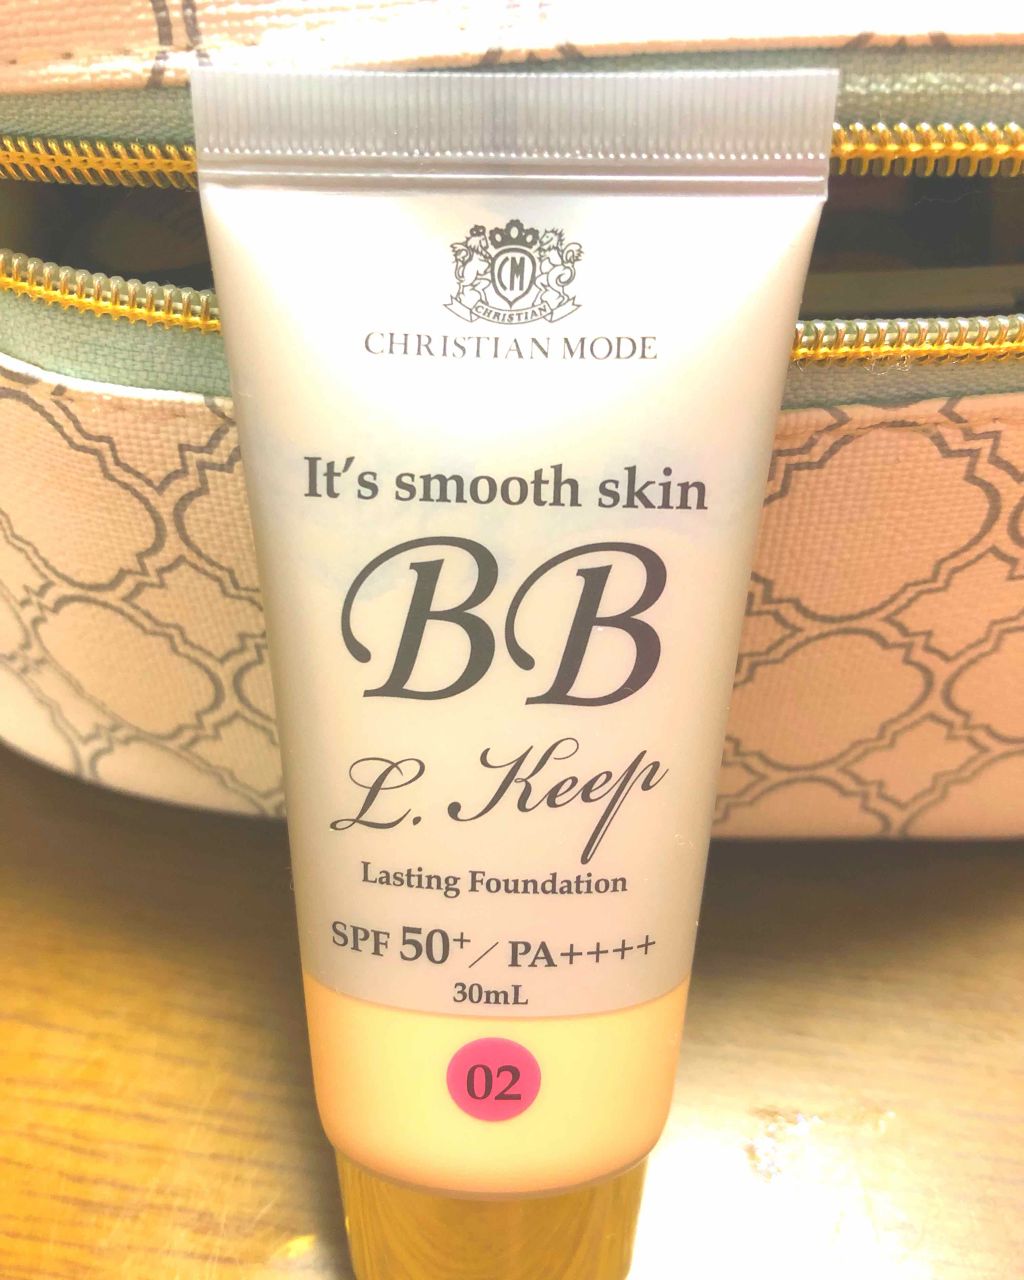 CM
CHRISTIAN
CHRISTIAN MODE
It's smooth skin
BB
L. Keep
Lasting Foundation
SPF 50+ / PA++++
30mL
02